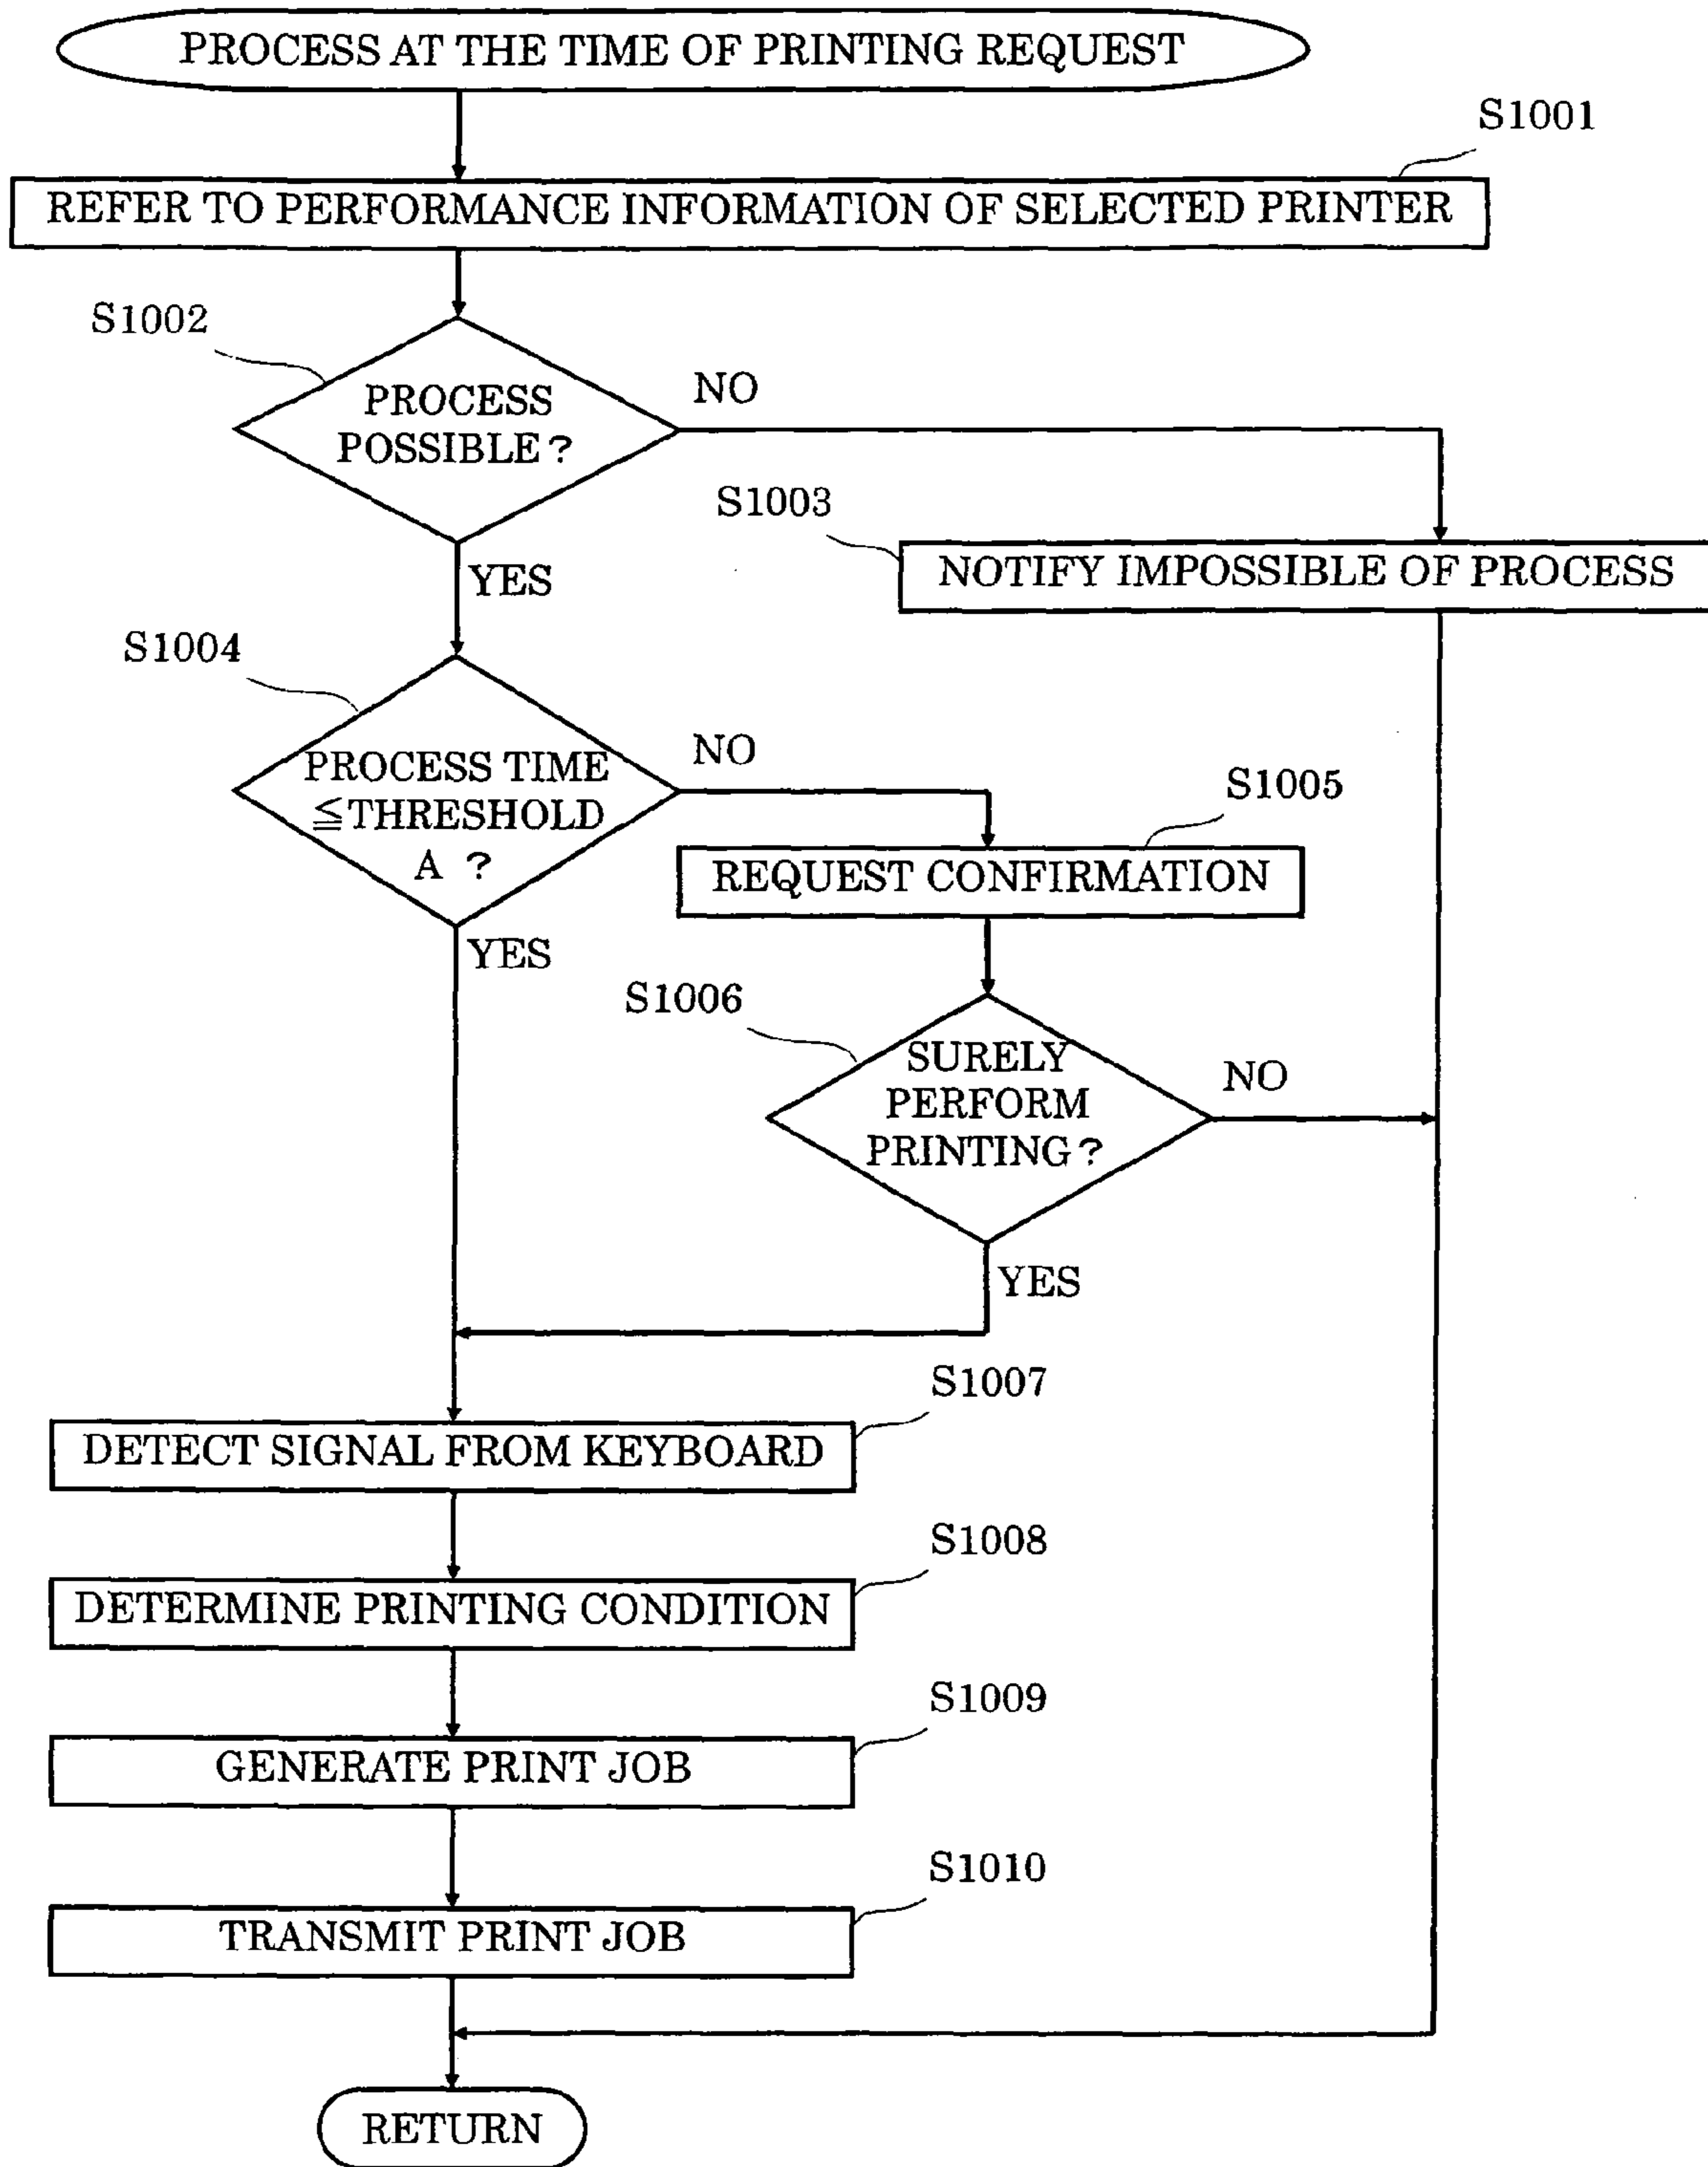 PROCESS AT THE TIME OF PRINTING REQUEST
S1001
REFER TO PERFORMANCE INFORMATION OF SELECTED PRINTER
S1002
PROCESS
POSSIBLE?
NO
YES
S1003
NOTIFY IMPOSSIBLE OF PROCESS
S1004
PROCESS TIME
≦THRESHOLD
A ?
NO
YES
S1005
REQUEST CONFIRMATION
S1006
SURELY
PERFORM
PRINTING?
NO
YES
S1007
DETECT SIGNAL FROM KEYBOARD
S1008
DETERMINE PRINTING CONDITION
S1009
GENERATE PRINT JOB
S1010
TRANSMIT PRINT JOB
RETURN